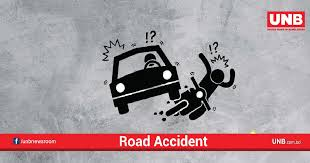 UNB
!?
!?
f /unbnewsroom
Road Accident
UNB.com.bd